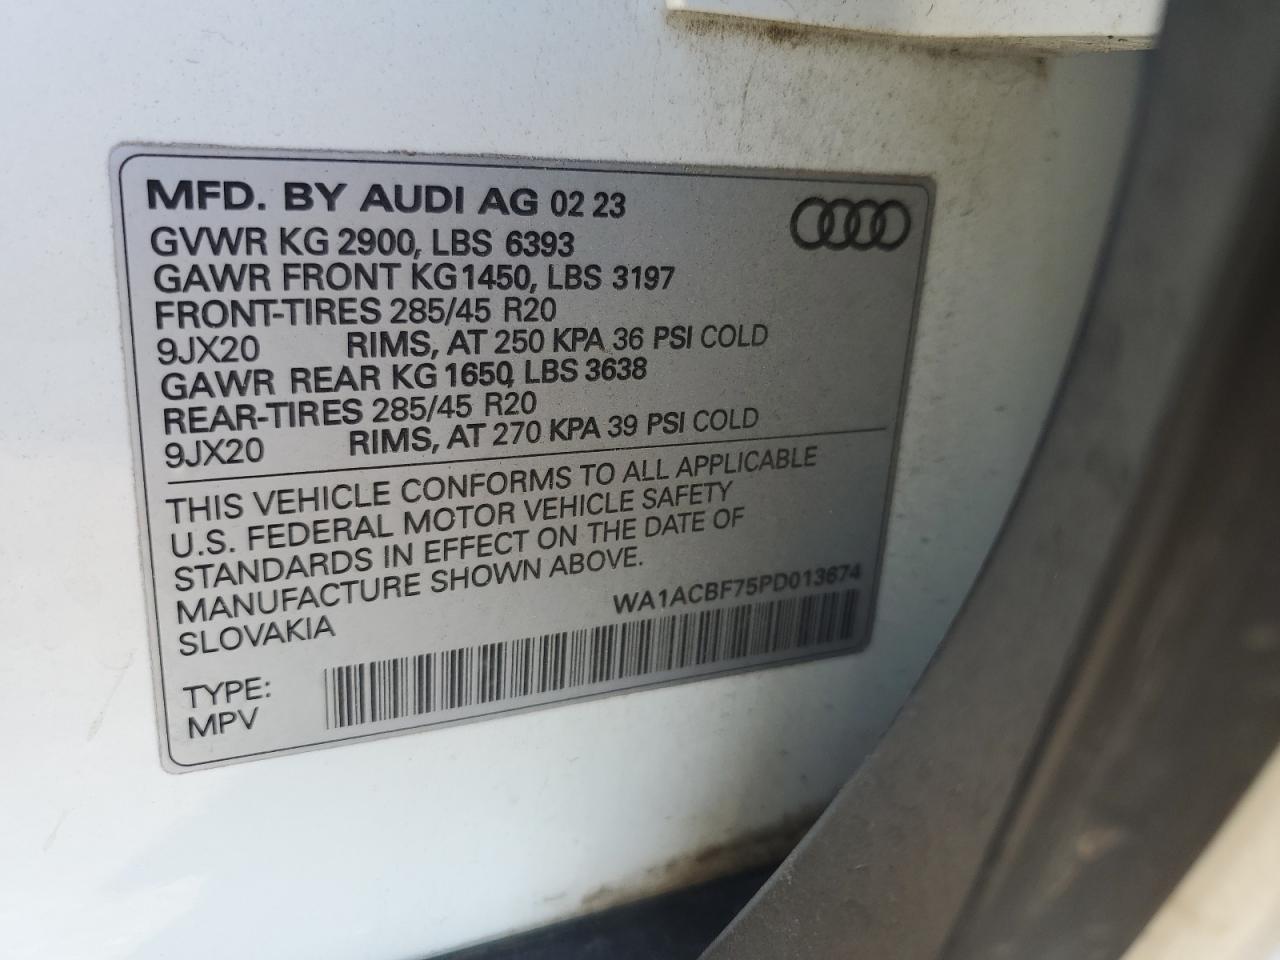 MFD. BY AUDI AG 02 23
GVWR KG 2900, LBS 6393
GAWR FRONT KG1450, LBS 3197
FRONT-TIRES 285/45 R20
9JX20 RIMS, AT 250 KPA 36 PSI COLD
GAWR REAR KG 1650, LBS 3638
REAR-TIRES 285/45 R20
9JX20 RIMS, AT 270 KPA 39 PSI COLD
THIS VEHICLE CONFORMS TO ALL APPLICABLE
U.S. FEDERAL MOTOR VEHICLE SAFETY
STANDARDS IN EFFECT ON THE DATE OF
MANUFACTURE SHOWN ABOVE.
SLOVAKIA
WA1ACBF75PD013674
TYPE:
MPV